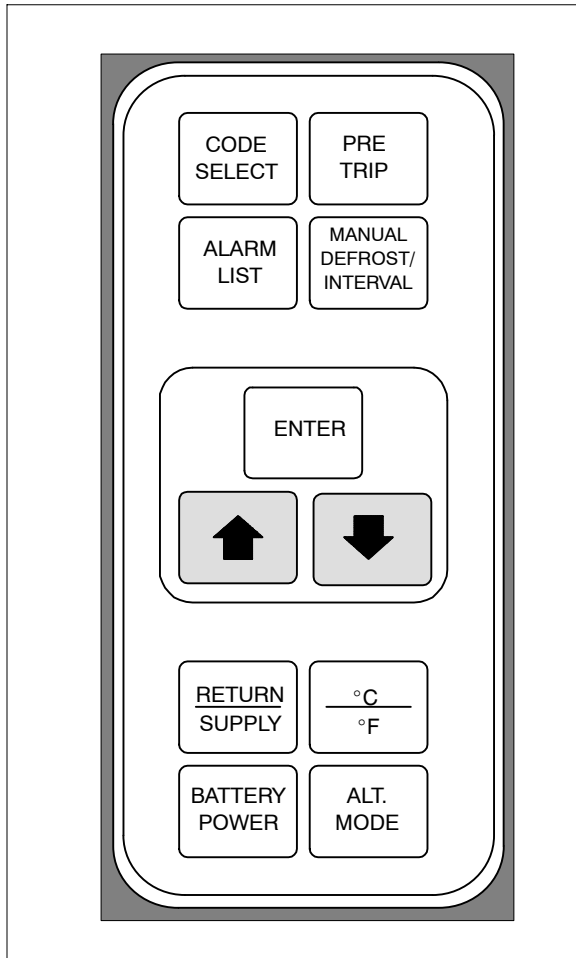 CODE
SELECT
PRE
TRIP
ALARM
LIST
MANUAL
DEFROST/
INTERVAL
ENTER
RETURN
SUPPLY
°C
°F
BATTERY
POWER
ALT.
MODE